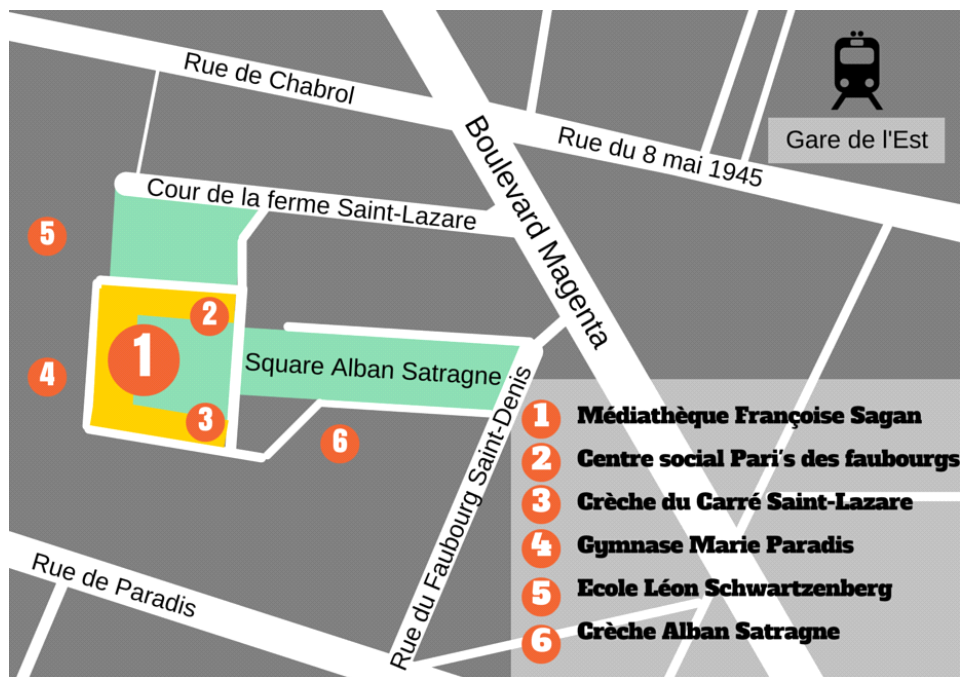 Rue de Chabrol
Gare de l'Est
Rue du 8 mai 1945
Boulevard Magenta
Cour de la ferme Saint-Lazare
5
2
1
Square Alban Satragne
4
3
6
Rue du Faubourg Saint-Denis
Rue de Paradis
1 Médiathèque Françoise Sagan
2 Centre social Pari's des faubourgs
3 Crèche du Carré Saint-Lazare
4 Gymnase Marie Paradis
5 Ecole Léon Schwartzenberg
6 Crèche Alban Satragne